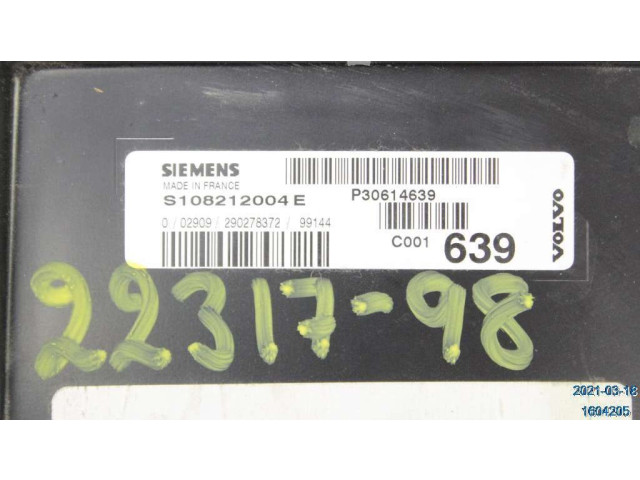 SIEMENS
MADE IN FRANCE
S108212004 E
0 / 02909 / 290278372 / 99144
P30614639
C001 639
VOLVO
22317-98
2021-03-18
1604205